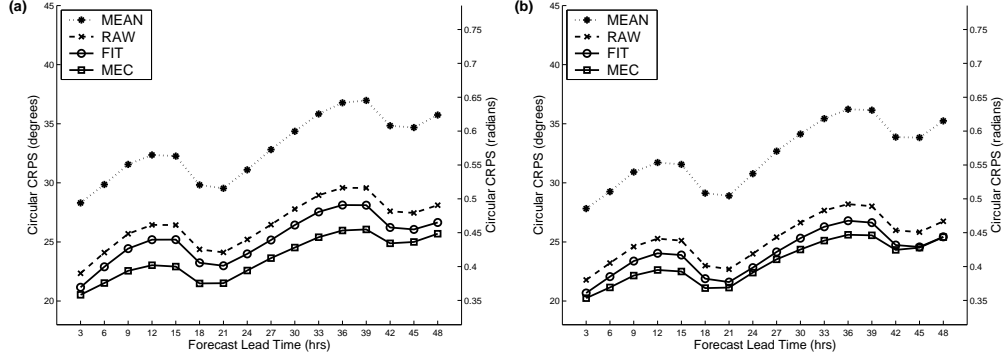 (a)
45
40
35
30
25
20
Circular CRPS (degrees)
MEAN
RAW
FIT
MEC
0.75
0.7
0.65
0.6
0.55
0.5
0.45
0.4
0.35
Circular CRPS (radians)
3 6 9 12 15 18 21 24 27 30 33 36 39 42 45 48
Forecast Lead Time (hrs)
(b)
45
40
35
30
25
20
Circular CRPS (degrees)
MEAN
RAW
FIT
MEC
0.75
0.7
0.65
0.6
0.55
0.5
0.45
0.4
0.35
Circular CRPS (radians)
3 6 9 12 15 18 21 24 27 30 33 36 39 42 45 48
Forecast Lead Time (hrs)